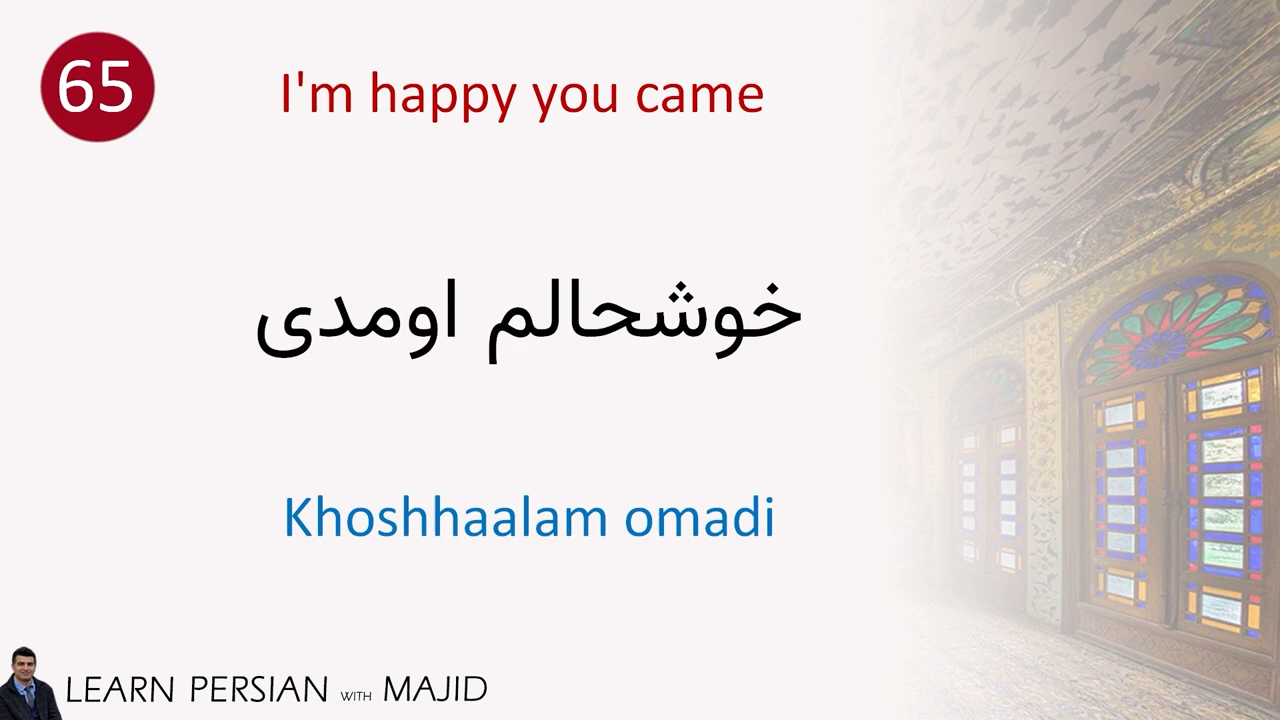 65
I'm happy you came
خوشحالم اومدی
Khoshhaalam omadi
LEARN PERSIAN WITH MAJID